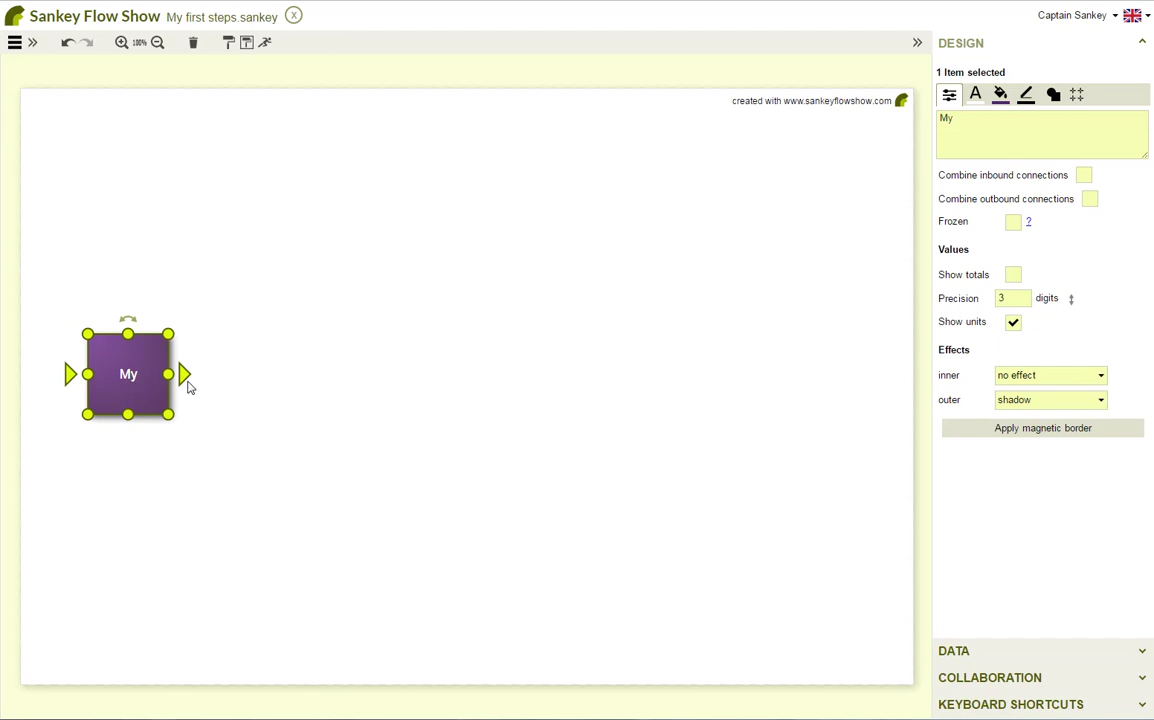 Sankey Flow Show My first steps.sankey X
Captain Sankey
100%
DESIGN
created with www.sankeyflowshow.com
1 Item selected
A
My
Combine inbound connections
Combine outbound connections
Frozen ?
Values
Show totals
Precision 3 digits
Show units
Effects
inner no effect
outer shadow
Apply magnetic border
My
DATA
COLLABORATION
KEYBOARD SHORTCUTS